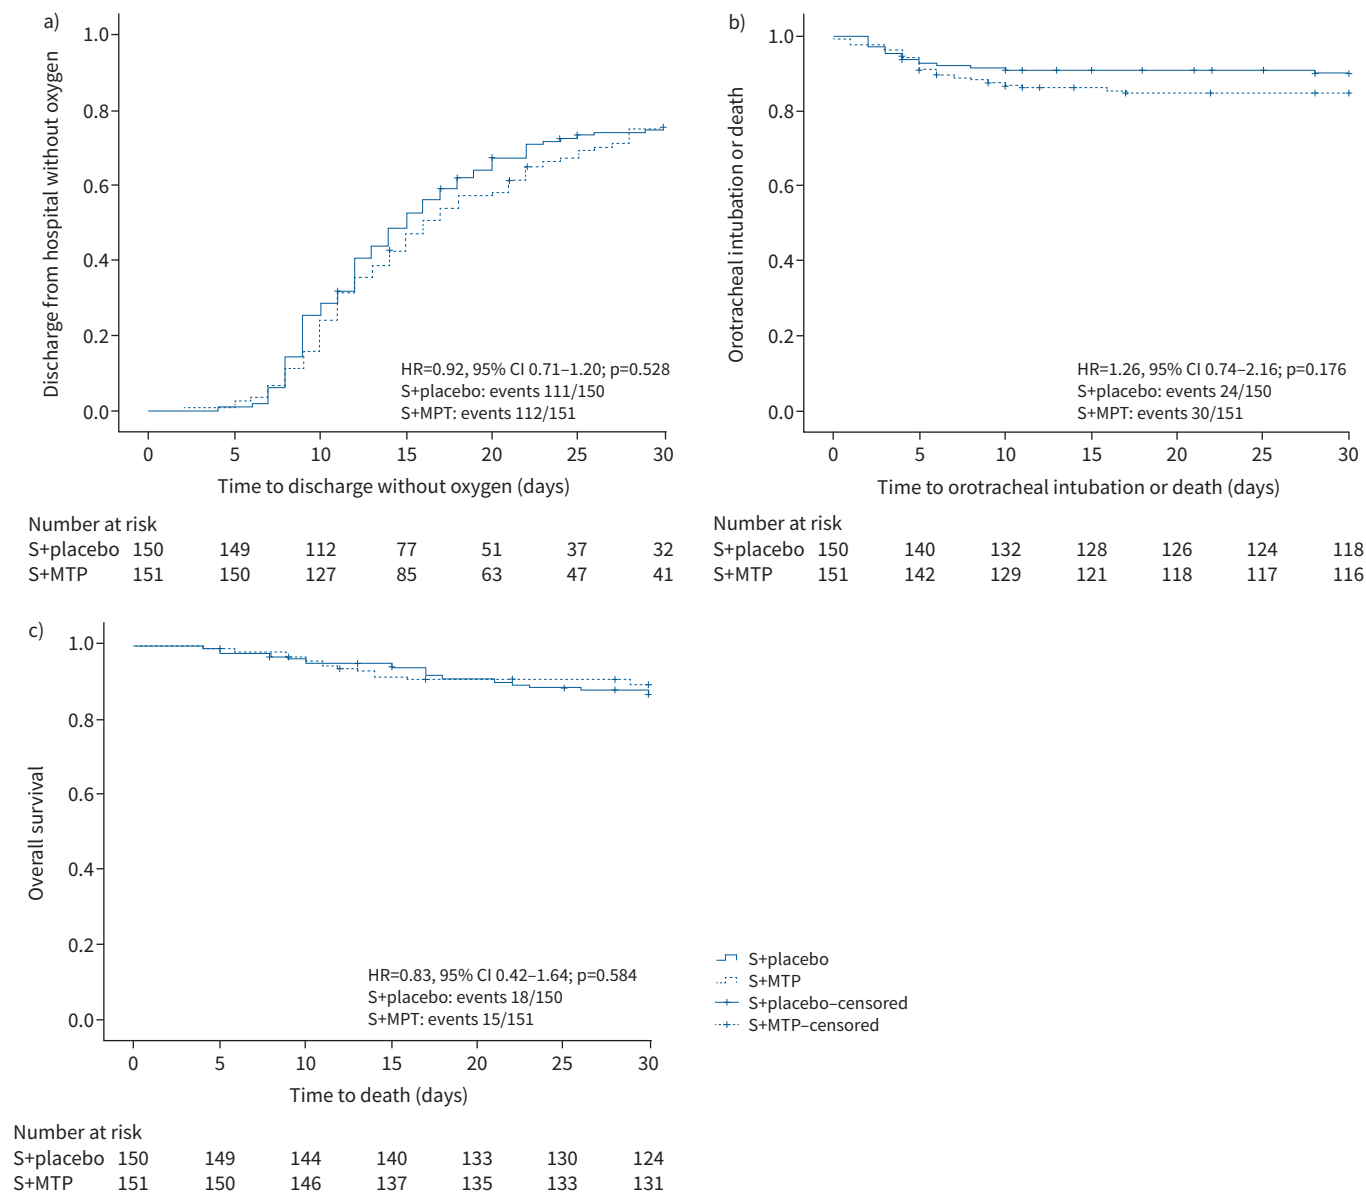 a)
Discharge from hospital without oxygen
1.0
0.8
0.6
0.4
0.2
0.0
HR=0.92, 95% CI 0.71–1.20; p=0.528
S+placebo: events 111/150
S+MPT: events 112/151
0 5 10 15 20 25 30
Time to discharge without oxygen (days)
Number at risk
S+placebo 150 149 112 77 51 37 32
S+MTP 151 150 127 85 63 47 41
b)
Orotracheal intubation or death
1.0
0.8
0.6
0.4
0.2
0.0
HR=1.26, 95% CI 0.74–2.16; p=0.176
S+placebo: events 24/150
S+MPT: events 30/151
0 5 10 15 20 25 30
Time to orotracheal intubation or death (days)
Number at risk
S+placebo 150 140 132 128 126 124 118
S+MTP 151 142 129 121 118 117 116
c)
Overall survival
1.0
0.8
0.6
0.4
0.2
0.0
HR=0.83, 95% CI 0.42–1.64; p=0.584
S+placebo: events 18/150
S+MPT: events 15/151
0 5 10 15 20 25 30
Time to death (days)
Number at risk
S+placebo 150 149 144 140 133 130 124
S+MTP 151 150 146 137 135 133 131
S+placebo
S+MTP
S+placebo–censored
S+MTP–censored